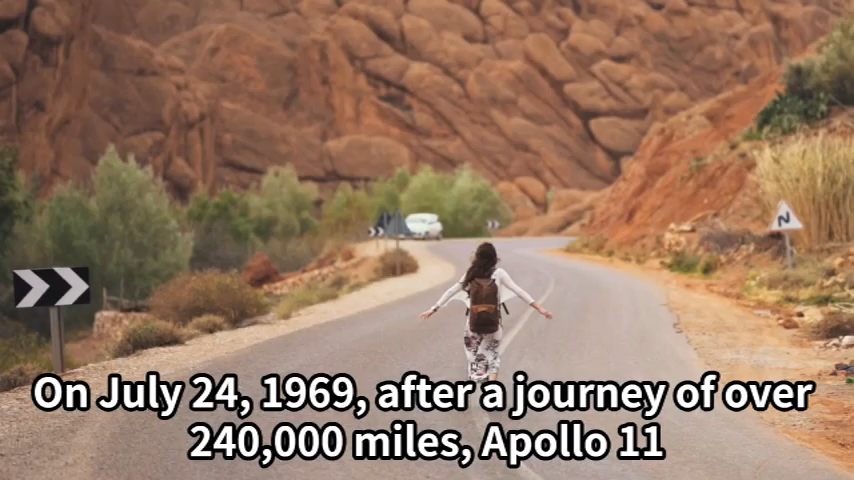 On July 24, 1969, after a journey of over
240,000 miles, Apollo 11